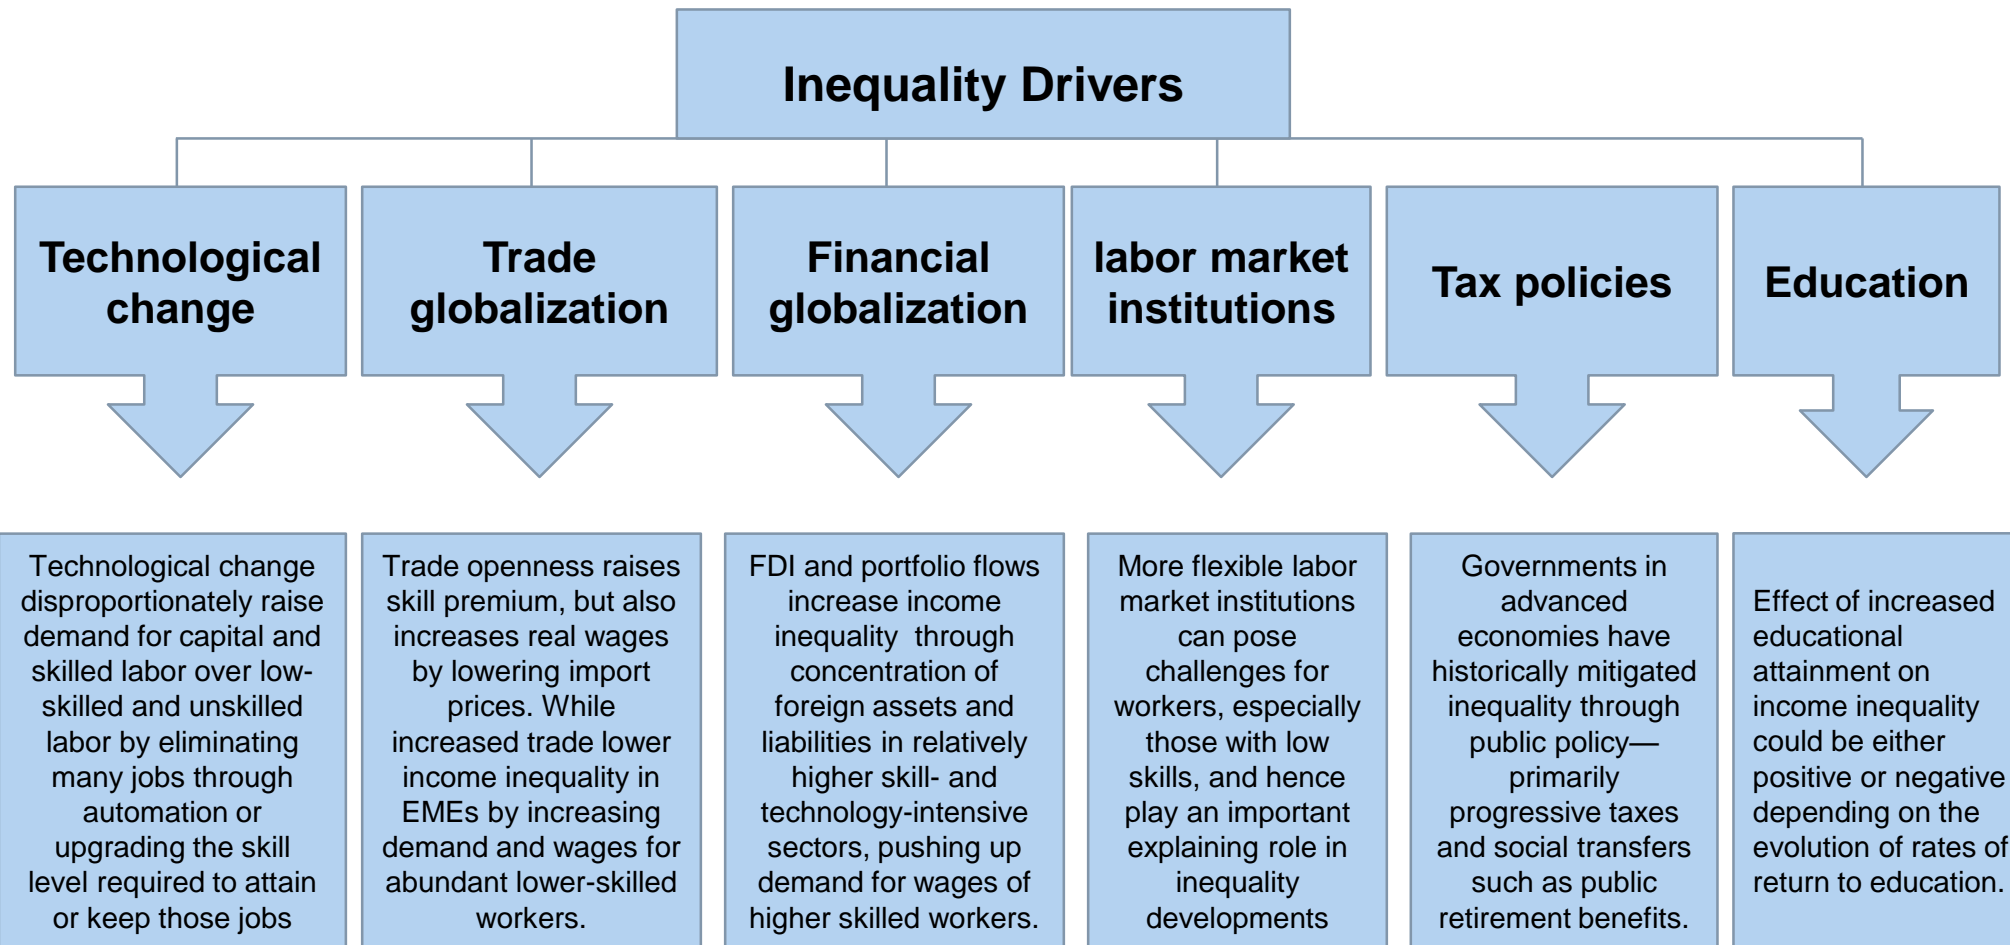 Inequality Drivers
Technological
change
Trade
globalization
Financial
globalization
labor market
institutions
Tax policies
Education
Technological change
disproportionately raise
demand for capital and
skilled labor over low-
skilled and unskilled
labor by eliminating
many jobs through
automation or
upgrading the skill
level required to attain
or keep those jobs
Trade openness raises
skill premium, but also
increases real wages
by lowering import
prices. While
increased trade lower
income inequality in
EMEs by increasing
demand and wages for
abundant lower-skilled
workers.
FDI and portfolio flows
increase income
inequality through
concentration of
foreign assets and
liabilities in relatively
higher skill- and
technology-intensive
sectors, pushing up
demand for wages of
higher skilled workers.
More flexible labor
market institutions
can pose
challenges for
workers, especially
those with low
skills, and hence
play an important
explaining role in
inequality
developments
Governments in
advanced
economies have
historically mitigated
inequality through
public policy—
primarily
progressive taxes
and social transfers
such as public
retirement benefits.
Effect of increased
educational
attainment on
income inequality
could be either
positive or negative
depending on the
evolution of rates of
return to education.